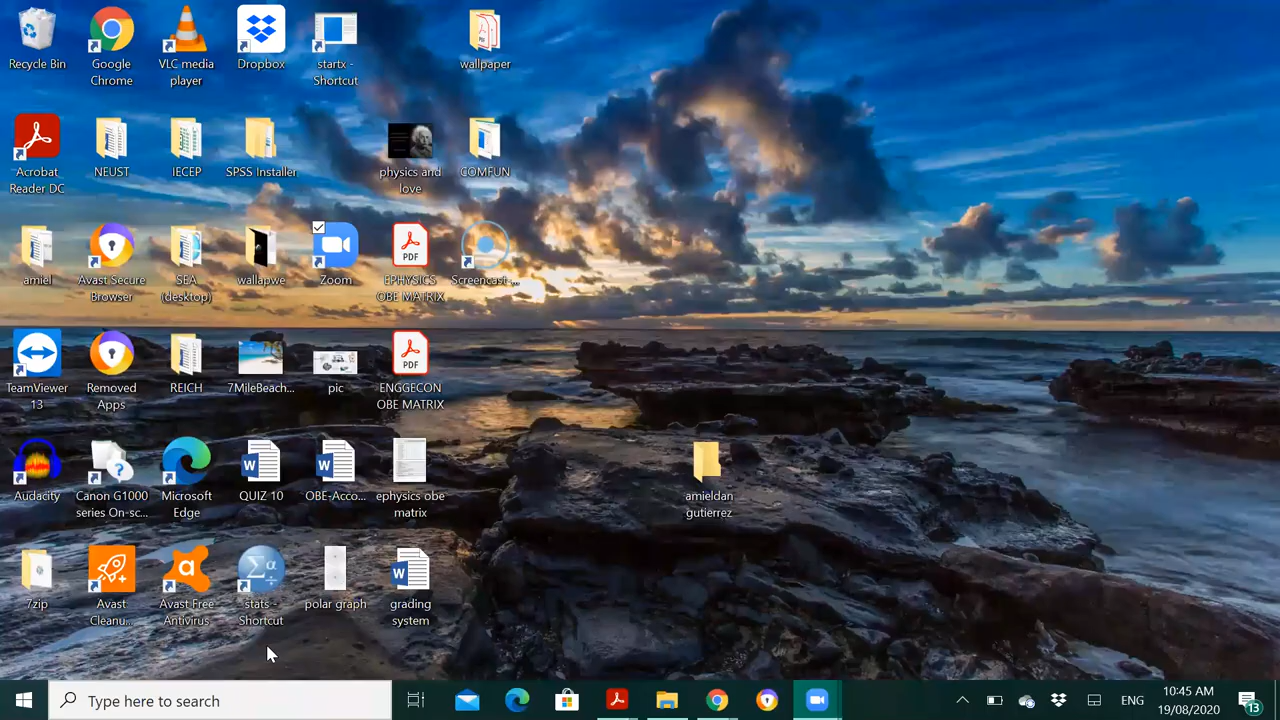 Recycle Bin
Google
Chrome
VLC media
player
Dropbox
startx -
Shortcut
wallpaper
Acrobat
Reader DC
NEUST
IECEP
SPSS Installer
physics and
love
COMFUN
amiel
Avast Secure
Browser
SEA
(desktop)
wallapwe
Zoom
PDF
EPHYSICS
OBE MATRIX
Screencast-...
TeamViewer
13
Removed
Apps
REICH
7MileBeach...
pic
PDF
ENGGECON
OBE MATRIX
Audacity
Canon G1000
series On-sc...
Microsoft
Edge
QUIZ 10
OBE-Acco...
ephysics obe
matrix
amieldan
gutierrez
7zip
Avast
Cleanu...
Avast Free
Antivirus
stats -
Shortcut
polar graph
grading
system
Type here to search
ENG
10:45 AM
19/08/2020
13